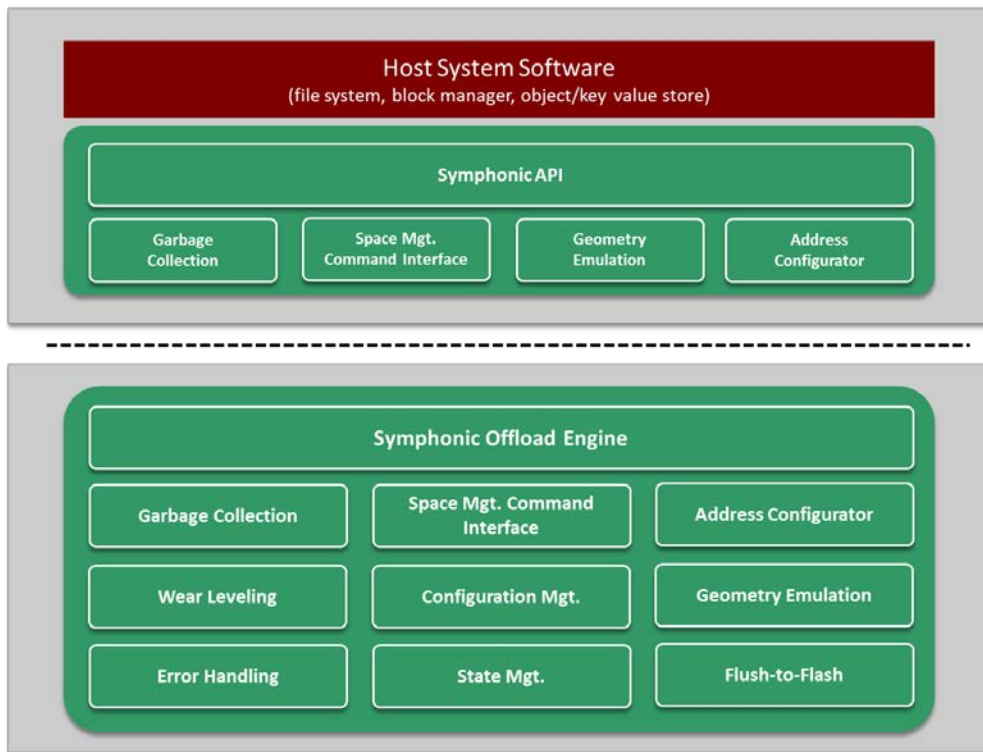 Host System Software
(file system, block manager, object/key value store)
Symphonic API
Garbage
Collection
Space Mgt.
Command Interface
Geometry
Emulation
Address
Configurator
Symphonic Offload Engine
Garbage Collection
Space Mgt. Command
Interface
Address Configurator
Wear Leveling
Configuration Mgt.
Geometry Emulation
Error Handling
State Mgt.
Flush-to-Flash